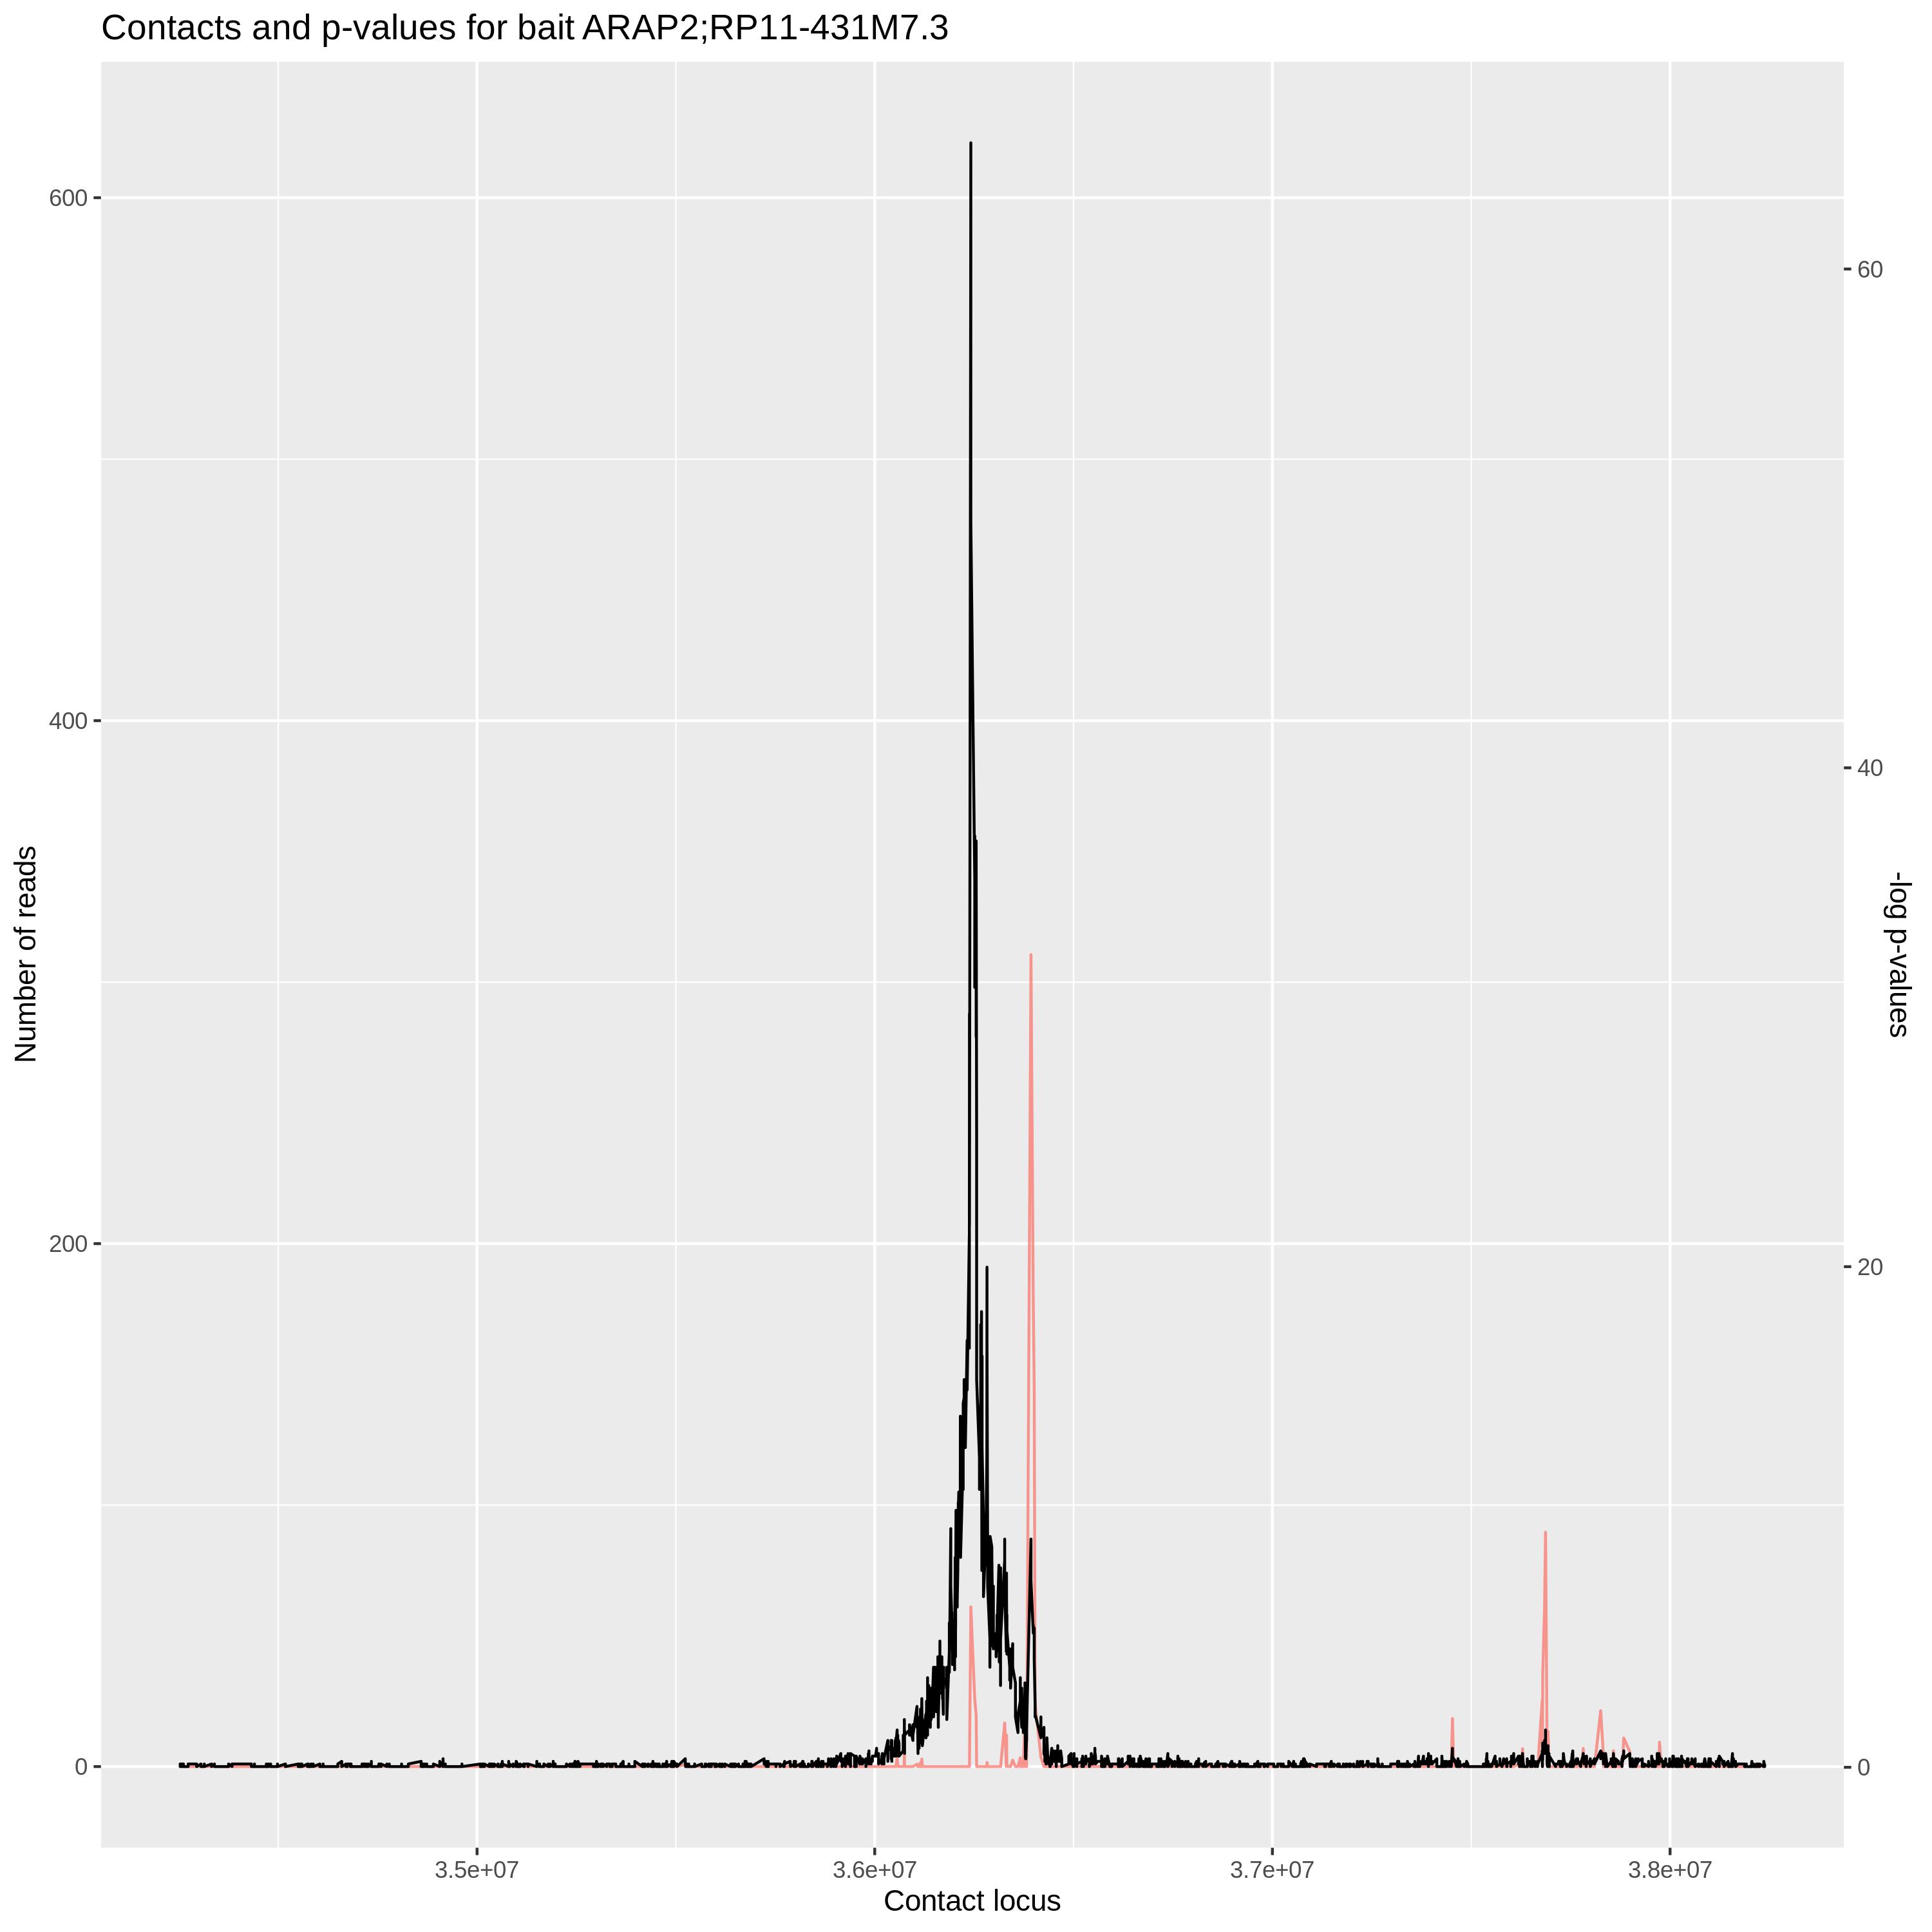 Contacts and p-values for bait ARAP2;RP11-431M7.3
600
400
200
0
Number of reads
60
40
20
0
-log p-values
3.5e+07
3.6e+07
3.7e+07
3.8e+07
Contact locus